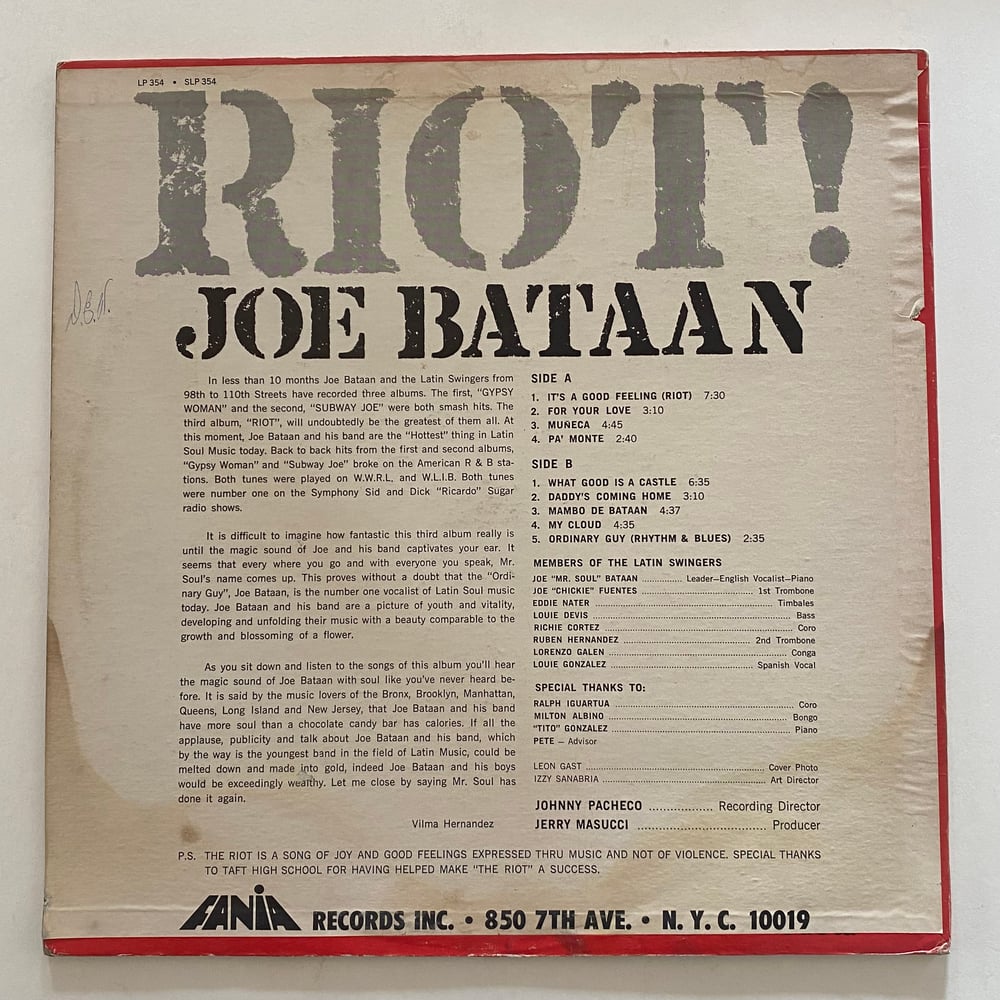 LP 354 • SLP 354
RIOT!
D.B.N.
JOE BATAAN
In less than 10 months Joe Bataan and the Latin Swingers from
98th to 110th Streets have recorded three albums. The first, "GYPSY
WOMAN" and the second, "SUBWAY JOE" were both smash hits. The
third album, "RIOT", will undoubtedly be the greatest of them all. At
this moment, Joe Bataan and his band are the "Hottest" thing in Latin
Soul Music today. Back to back hits from the first and second albums,
"Gypsy Woman" and "Subway Joe" broke on the American R & B sta-
tions. Both tunes were played on W.W.R.L. and W.L.I.B. Both tunes
were number one on the Symphony Sid and Dick "Ricardo" Sugar
radio shows.
It is difficult to imagine how fantastic this third album really is
until the magic sound of Joe and his band captivates your ear. It
seems that every where you go and with everyone you speak, Mr.
Soul's name comes up. This proves without a doubt that the "Ordi-
nary Guy", Joe Bataan, is the number one vocalist of Latin Soul music
today. Joe Bataan and his band are a picture of youth and vitality,
developing and unfolding their music with a beauty comparable to the
growth and blossoming of a flower.
As you sit down and listen to the songs of this album you'll hear
the magic sound of Joe Bataan with soul like you've never heard be-
fore. It is said by the music lovers of the Bronx, Brooklyn, Manhattan,
Queens, Long Island and New Jersey, that Joe Bataan and his band
have more soul than a chocolate candy bar has calories. If all the
applause, publicity and talk about Joe Bataan and his band, which
by the way is the youngest band in the field of Latin Music, could be
melted down and made into gold, indeed Joe Bataan and his boys
would be exceedingly wealthy. Let me close by saying Mr. Soul has
done it again.
Vilma Hernandez
SIDE A
1. IT'S A GOOD FEELING (RIOT) 7:30
2. FOR YOUR LOVE 3:10
3. MUÑECA 4:45
4. PA' MONTE 2:40
SIDE B
1. WHAT GOOD IS A CASTLE 6:35
2. DADDY'S COMING HOME 3:10
3. MAMBO DE BATAAN 4:37
4. MY CLOUD 4:35
5. ORDINARY GUY (RHYTHM & BLUES) 2:35
MEMBERS OF THE LATIN SWINGERS
JOE "MR. SOUL" BATAAN ............. Leader—English Vocalist—Piano
JOE "CHICKIE" FUENTES ............. 1st Trombone
EDDIE NATER ............. Timbales
LOUIE DEVIS ............. Bass
RICHIE CORTEZ ............. Coro
RUBEN HERNANDEZ ............. 2nd Trombone
LORENZO GALEN ............. Conga
LOUIE GONZALEZ ............. Spanish Vocal
SPECIAL THANKS TO:
RALPH IGUARTUA ............. Coro
MILTON ALBINO ............. Bongo
"TITO" GONZALEZ ............. Piano
PETE — Advisor
LEON GAST ............. Cover Photo
IZZY SANABRIA ............. Art Director
JOHNNY PACHECO ............. Recording Director
JERRY MASUCCI ............. Producer
P.S. THE RIOT IS A SONG OF JOY AND GOOD FEELINGS EXPRESSED THRU MUSIC AND NOT OF VIOLENCE. SPECIAL THANKS
TO TAFT HIGH SCHOOL FOR HAVING HELPED MAKE "THE RIOT" A SUCCESS.
FANIA RECORDS INC. • 850 7TH AVE. • N. Y. C. 10019